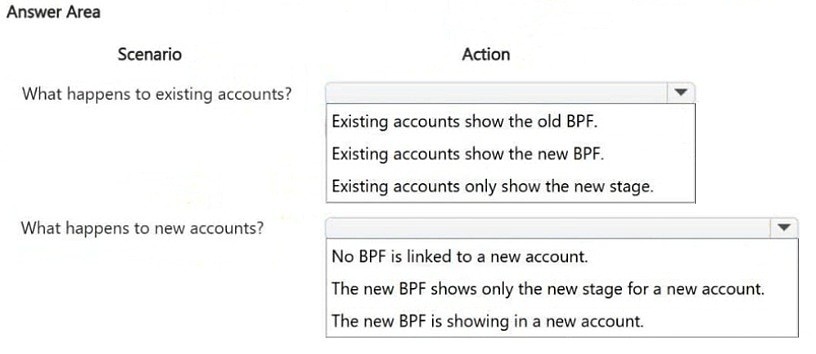 Answer Area
Scenario Action
What happens to existing accounts?
Existing accounts show the old BPF.
Existing accounts show the new BPF.
Existing accounts only show the new stage.
What happens to new accounts?
No BPF is linked to a new account.
The new BPF shows only the new stage for a new account.
The new BPF is showing in a new account.